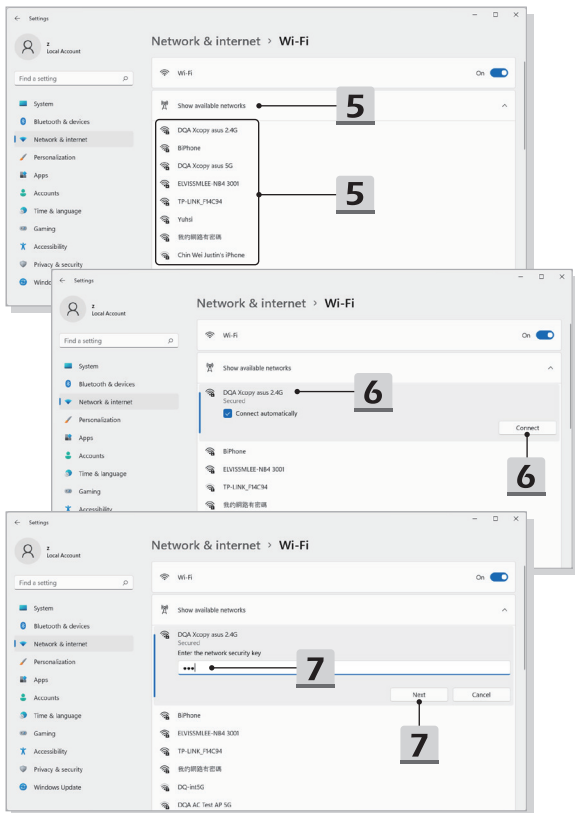 Settings
z
Local Account
Find a setting
System
Bluetooth & devices
Network & internet
Personalization
Apps
Accounts
Time & language
Gaming
Accessibility
Privacy & security
Windo
Network & internet > Wi-Fi
Wi-Fi
On
Show available networks
5
DQA Xcopy asus 2.4G
BiPhone
DQA Xcopy asus 5G
ELVISSMLEE-NB4 3001
TP-LINK_F14C94
Yuhsi
我的網路有密碼
Chin Wei Justin's iPhone
5
Settings
z
Local Account
Find a setting
System
Bluetooth & devices
Network & internet
Personalization
Apps
Accounts
Time & language
Gaming
Accessibility
Network & internet > Wi-Fi
Wi-Fi
On
Show available networks
DQA Xcopy asus 2.4G
Secured
6
Connect automatically
Connect
6
BiPhone
ELVISSMLEE-NB4 3001
TP-LINK_F14C94
我的網路有密碼
Settings
z
Local Account
Find a setting
System
Bluetooth & devices
Network & internet
Personalization
Apps
Accounts
Time & language
Gaming
Accessibility
Privacy & security
Windows Update
Network & internet > Wi-Fi
Wi-Fi
On
Show available networks
DQA Xcopy asus 2.4G
Secured
Enter the network security key
7
Next
Cancel
7
BiPhone
ELVISSMLEE-NB4 3001
TP-LINK_F14C94
我的網路有密碼
DQ-int5G
DQA AC Test AP 5G